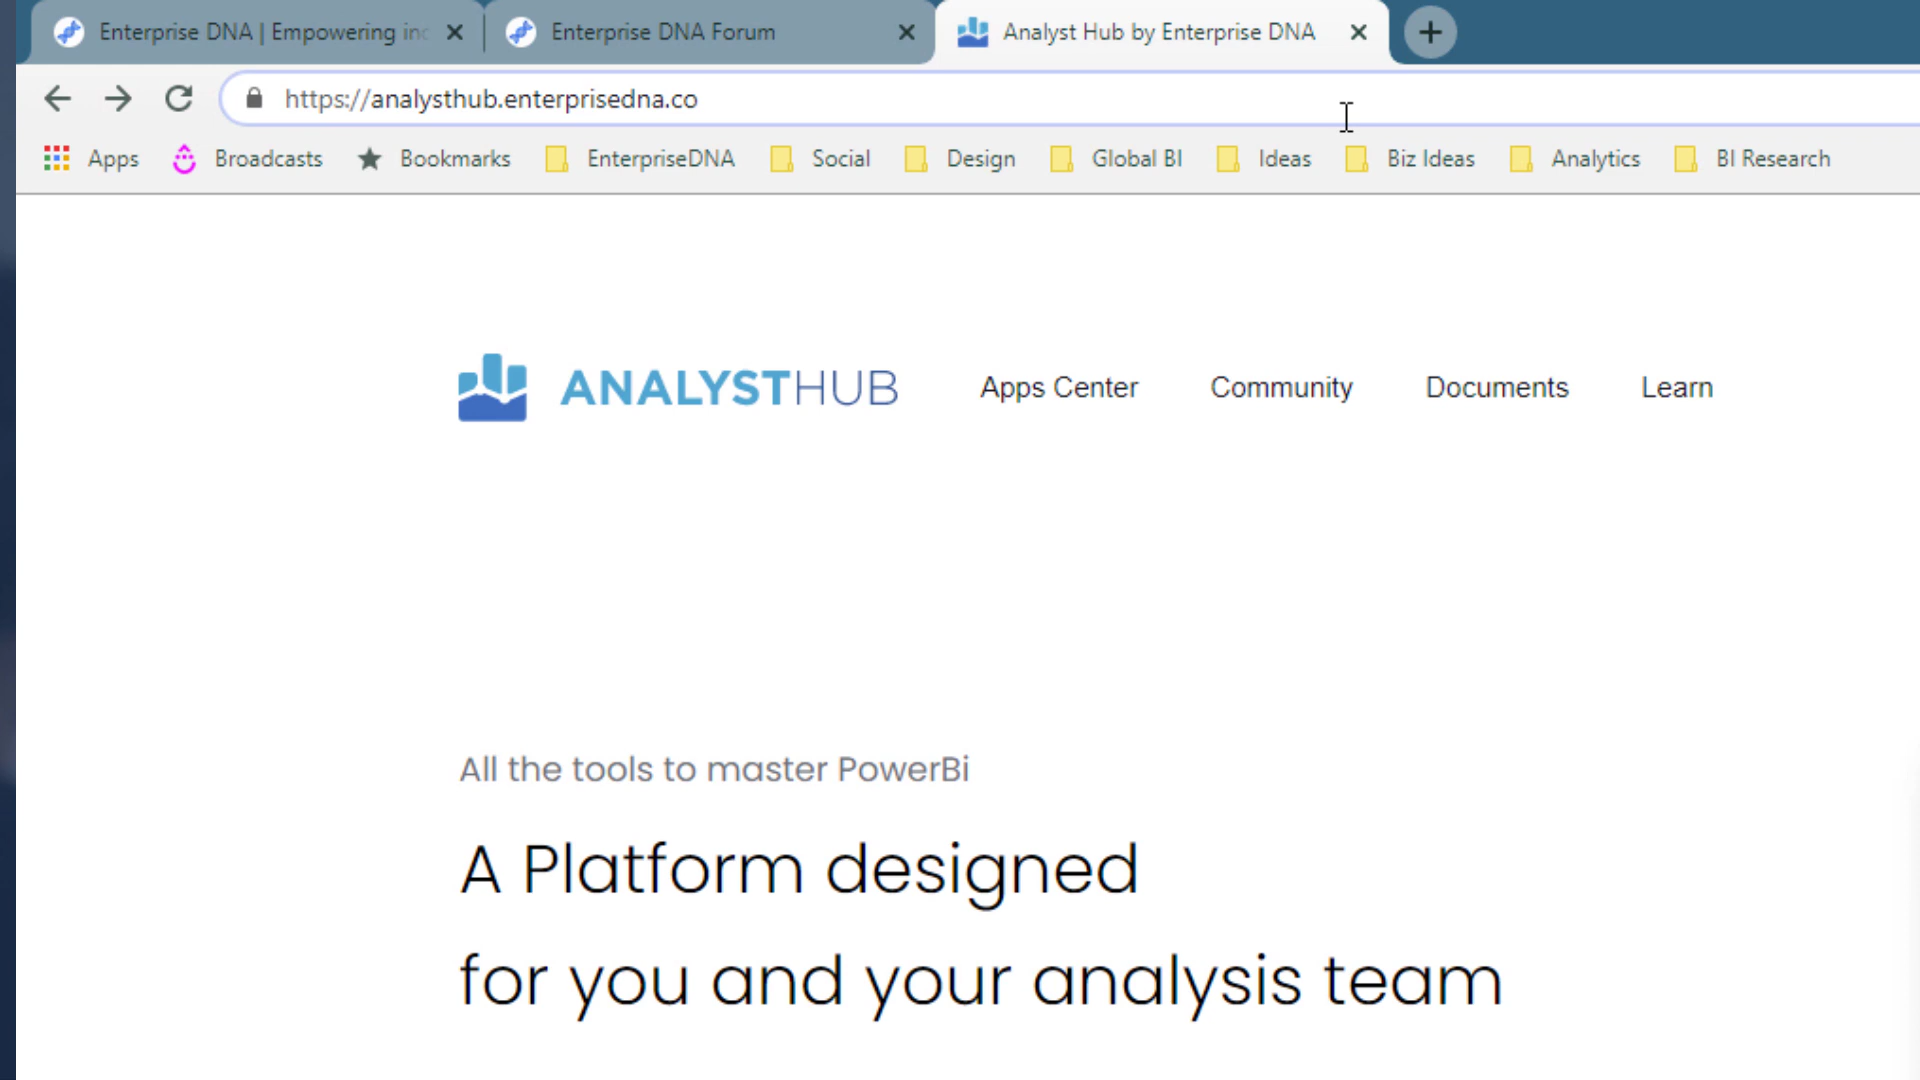 Enterprise DNA | Empowering inc
Enterprise DNA Forum
Analyst Hub by Enterprise DNA
https://analysthub.enterprisedna.co
Apps
Broadcasts
Bookmarks
EnterpriseDNA
Social
Design
Global BI
Ideas
Biz Ideas
Analytics
BI Research
ANALYSTHUB
Apps Center
Community
Documents
Learn
All the tools to master PowerBi
A Platform designed
for you and your analysis team